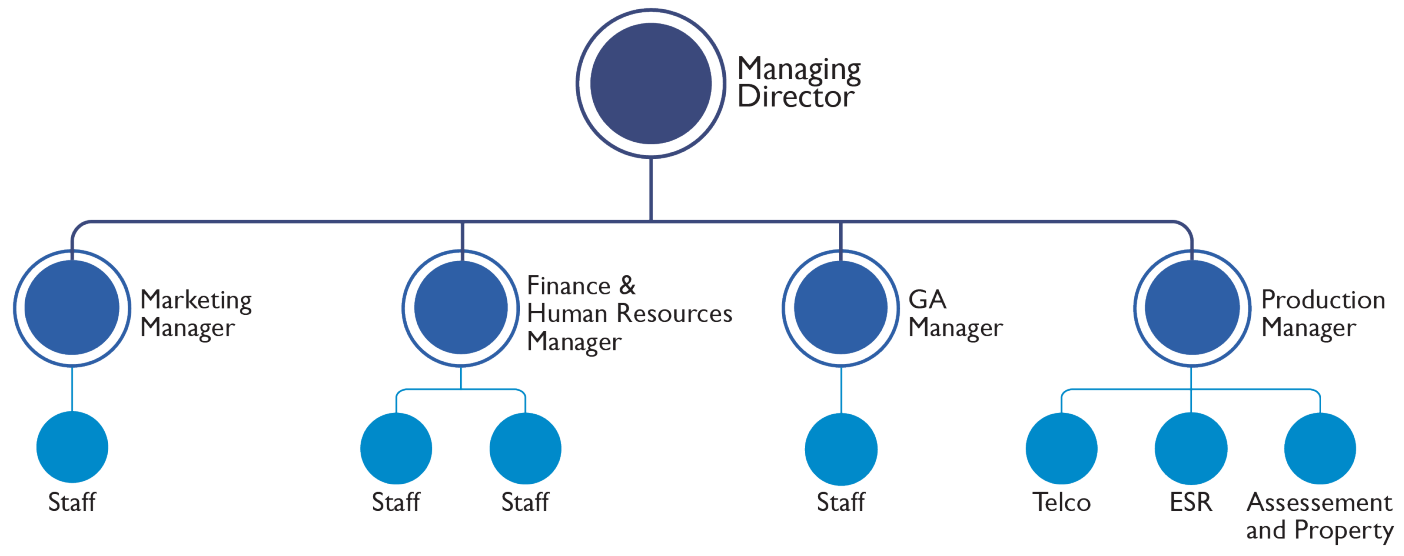 Managing
Director
Marketing
Manager
Finance &
Human Resources
Manager
GA
Manager
Production
Manager
Staff
Staff
Staff
Staff
Telco
ESR
Assessement
and Property